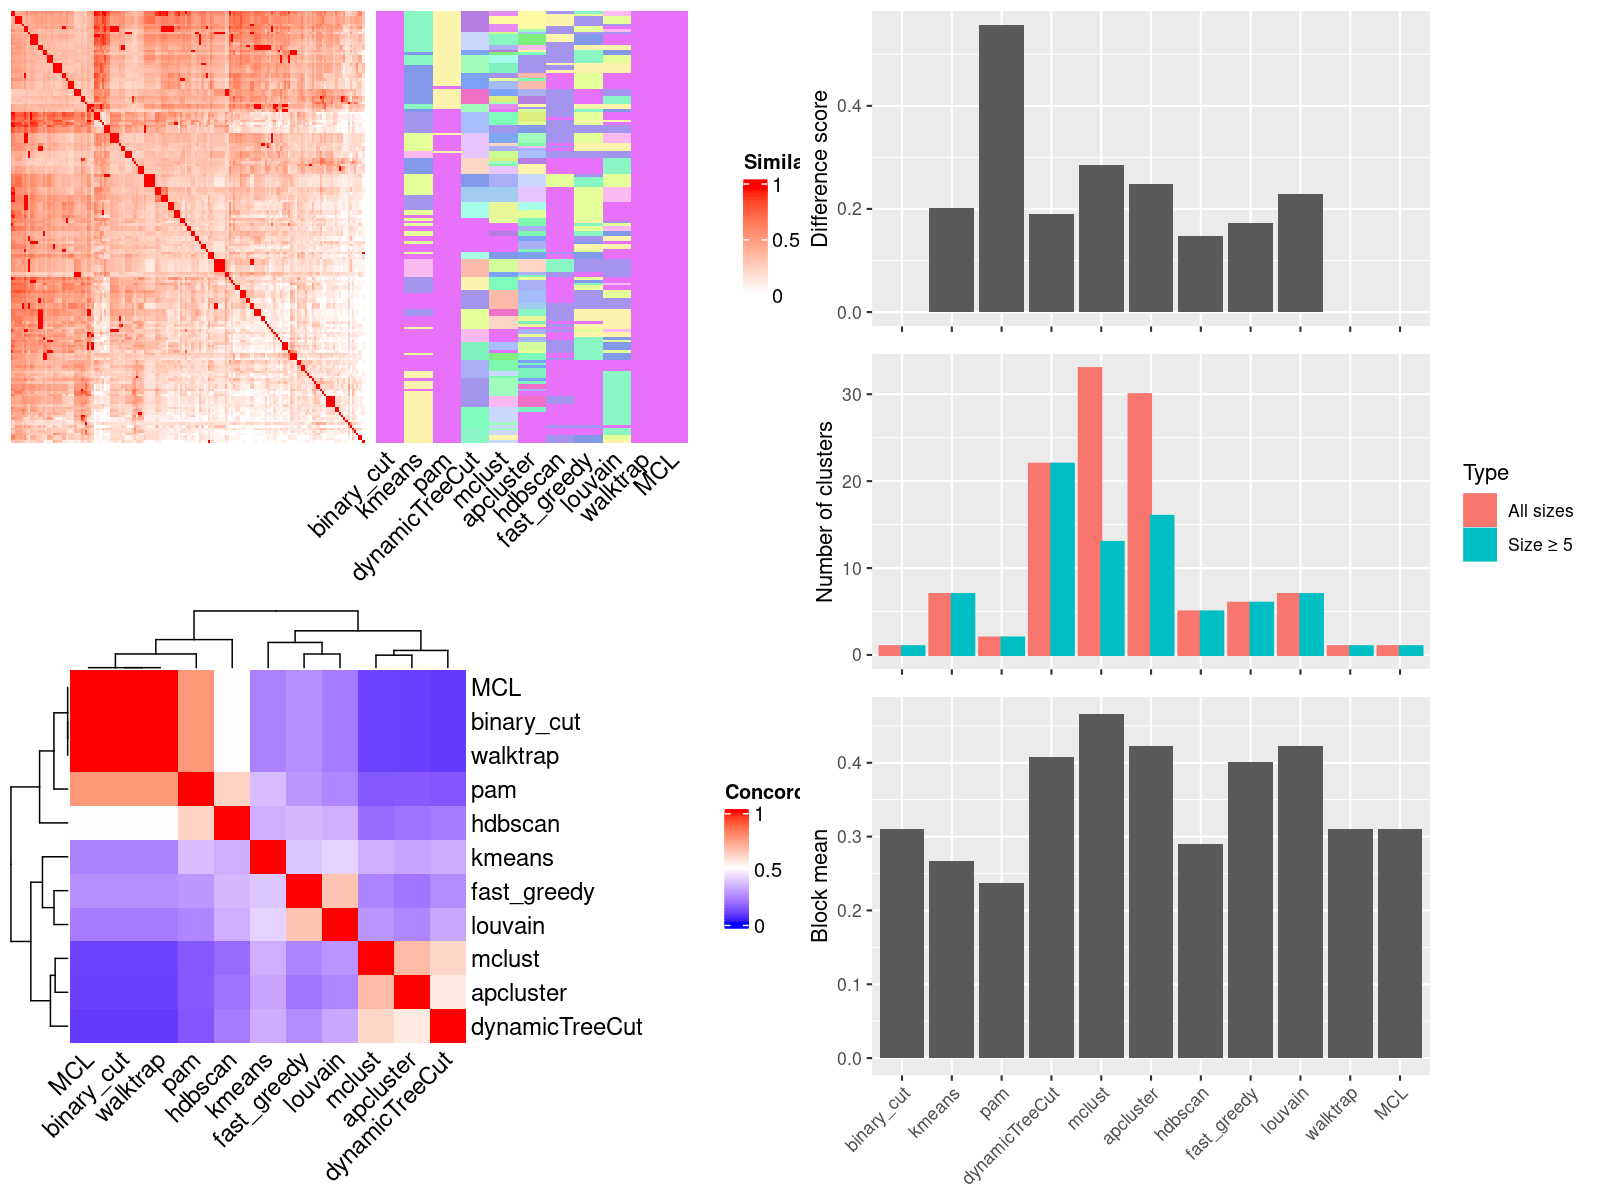 Simila
1
0.5
0
binary_cut
kmeans
pam
dynamicTreeCut
mclust
apcluster
hdbscan
fast_greedy
louvain
walktrap
MCL
MCL
binary_cut
walktrap
pam
hdbscan
kmeans
fast_greedy
louvain
mclust
apcluster
dynamicTreeCut
MCL
binary_cut
walktrap
pam
hdbscan
kmeans
fast_greedy
louvain
mclust
apcluster
dynamicTreeCut
Concord
1
0.5
0
Difference score
0.4
0.2
0.0
Number of clusters
30
20
10
0
Type
All sizes
Size ≥ 5
Block mean
0.4
0.3
0.2
0.1
0.0
binary_cut
kmeans
pam
dynamicTreeCut
mclust
apcluster
hdbscan
fast_greedy
louvain
walktrap
MCL